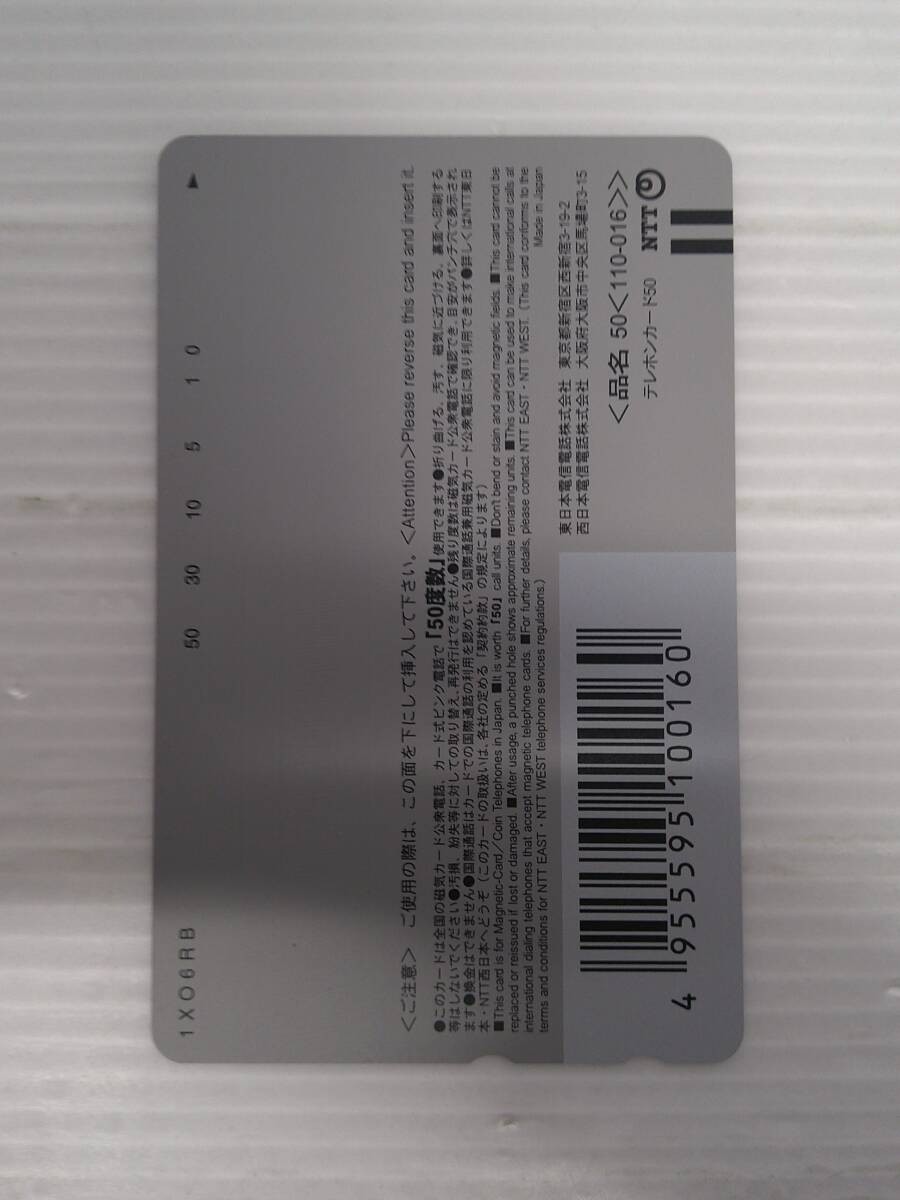 1X06RB
50 30 10 5 1 0
＜ご注意＞ ご使用の際は、この面を下にして挿入して下さい。＜Attention＞Please reverse this card and insert it.
●このカードは全国の磁気カード公衆電話、カード式ピンク電話で「50度数」使用できます●折り曲げる、汚す、磁気に近づける、裏面へ印刷する
等はしないでください●汚損、紛失等に対しての取り替え、再発行はできません●残り度数は磁気カード公衆電話で確認でき、目安がパンチ穴で表示され
ます●換金はできません●国際通話はカードでの国際通話の利用を認めている国際通話兼用磁気カード公衆電話に限り利用できます●詳しくはNTT東日
本・NTT西日本へどうぞ（このカードの取扱いは、各社の定める「契約約款」の規定によります）
■This card is for Magnetic-Card/Coin Telephones in Japan. ■It is worth「50」call units. ■Don't bend or stain and avoid magnetic fields. ■This card cannot be
replaced or reissued if lost or damaged. ■After usage, a punched hole shows approximate remaining units. ■This card can be used to make international calls at
international dialing telephones that accept magnetic telephone cards. ■For further details, please contact NTT EAST・NTT WEST. (This card conforms to the
terms and conditions for NTT EAST・NTT WEST telephone services regulations.) Made in Japan
東日本電信電話株式会社 東京都新宿区西新宿3-19-2
西日本電信電話株式会社 大阪府大阪市中央区馬場町3-15
＜品名 50＜110-016＞＞
テレホンカード50 NTT
4 955595 100160